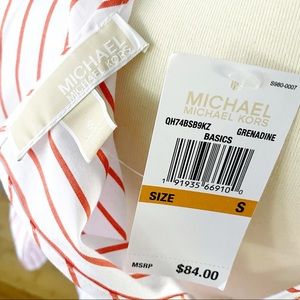 MICHAEL
MICHAEL KORS
S
S980-0007
MICHAEL
MICHAEL KORS
QH74BSB9KZ GRENADINE
BASICS
1 91935 66910 0
SIZE S
MSRP $84.00